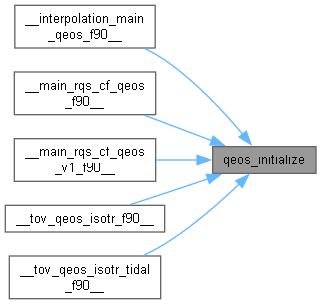 __interpolation_main
_qeos_f90__
__main_rqs_cf_qeos
_f90__
__main_rqs_cf_qeos
_v1_f90__
qeos_initialize
__tov_qeos_isotr_f90__
__tov_qeos_isotr_tidal
_f90__